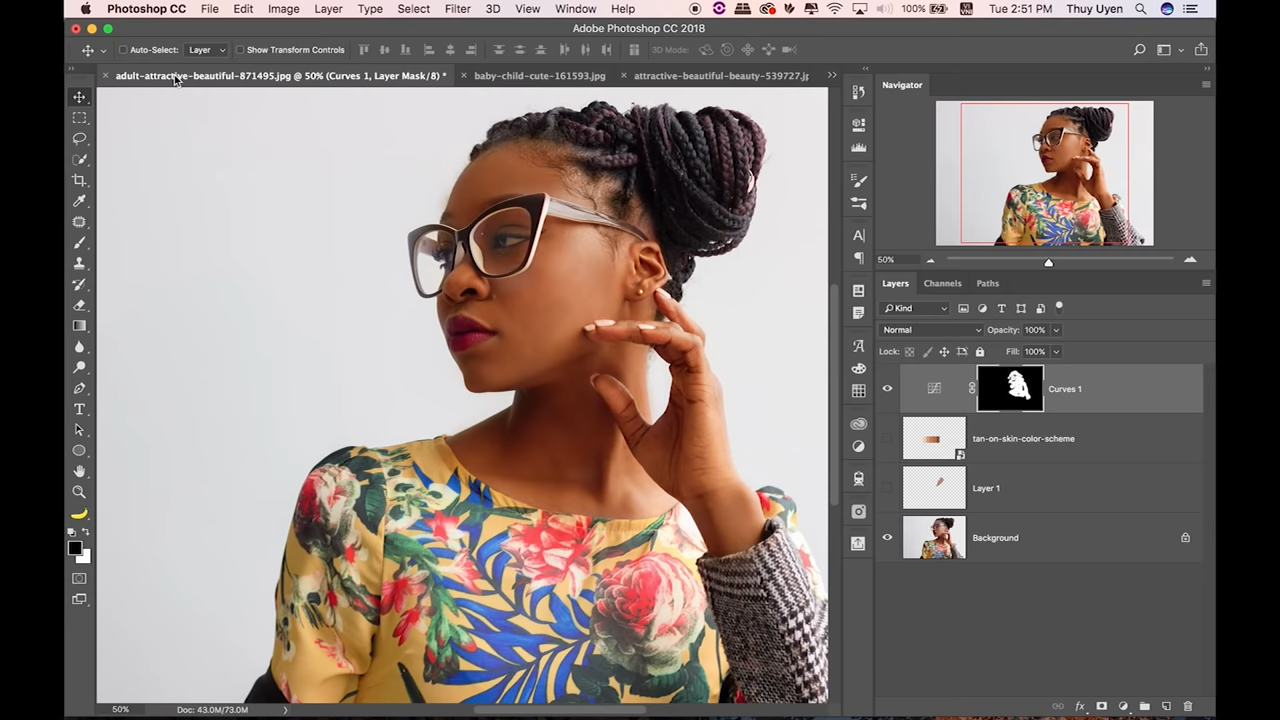 Photoshop CC File Edit Image Layer Type Select Filter 3D View Window Help 100% Tue 2:51 PM Thuy Uyen
Adobe Photoshop CC 2018
Auto-Select: Layer Show Transform Controls 3D Mode:
adult-attractive-beautiful-871495.jpg @ 50% (Curves 1, Layer Mask/8) * baby-child-cute-161593.jpg attractive-beautiful-beauty-539727.jp
Navigator
50%
Layers Channels Paths
Kind
Normal Opacity: 100%
Lock: Fill: 100%
Curves 1
tan-on-skin-color-scheme
Layer 1
Background
50% Doc: 43.0M/73.0M